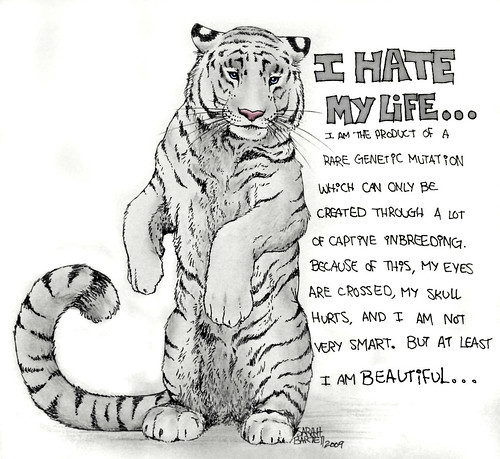 I HATE
MY LiFE...
I AM THE PRODUCT OF A
RARE GENETIC MUTATION
WHICH CAN ONLY BE
CREATED THROUGH A LOT
OF CAPTIVE iNBREEDING.
BECAUSE OF THIS, MY EYES
ARE CROSSED, MY SKULL
HURTS, AND I AM NOT
VERY SMART. BUT AT LEAST
I AM BEAUTiFUL...
SARAH
BARTELL
2009